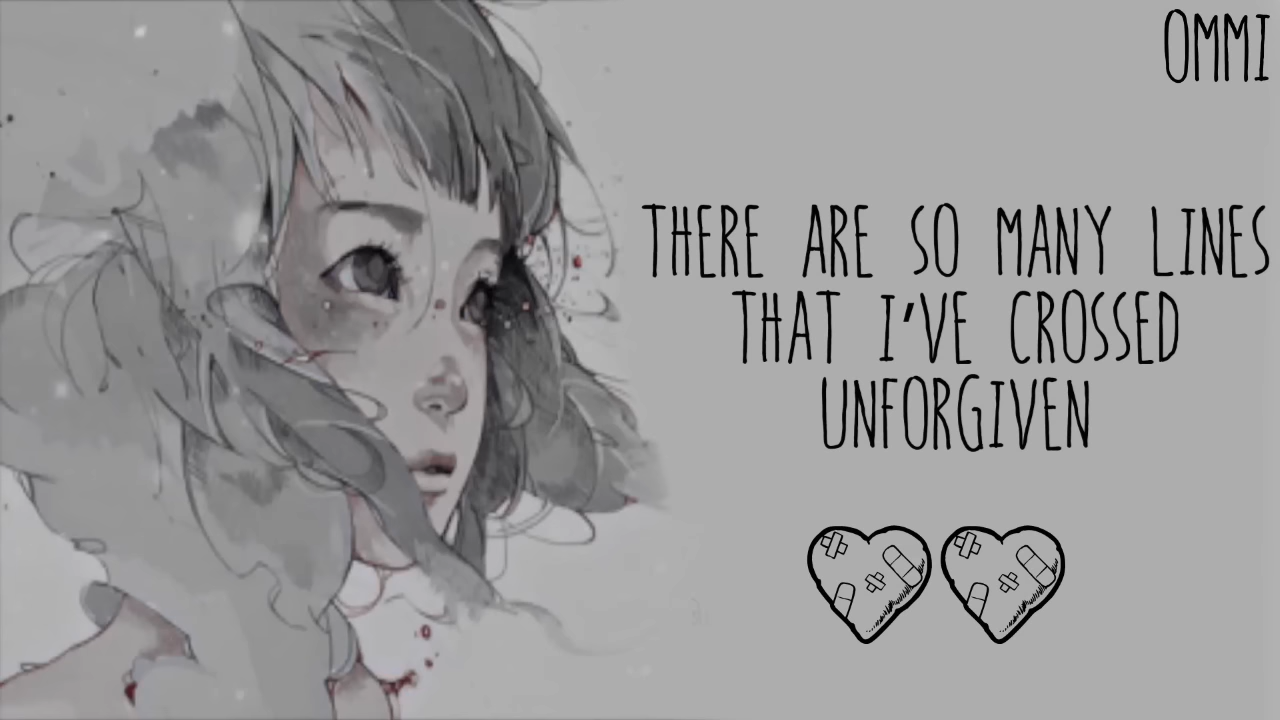 OMMI
THERE ARE SO MANY LINES
THAT I'VE CROSSED
UNFORGIVEN